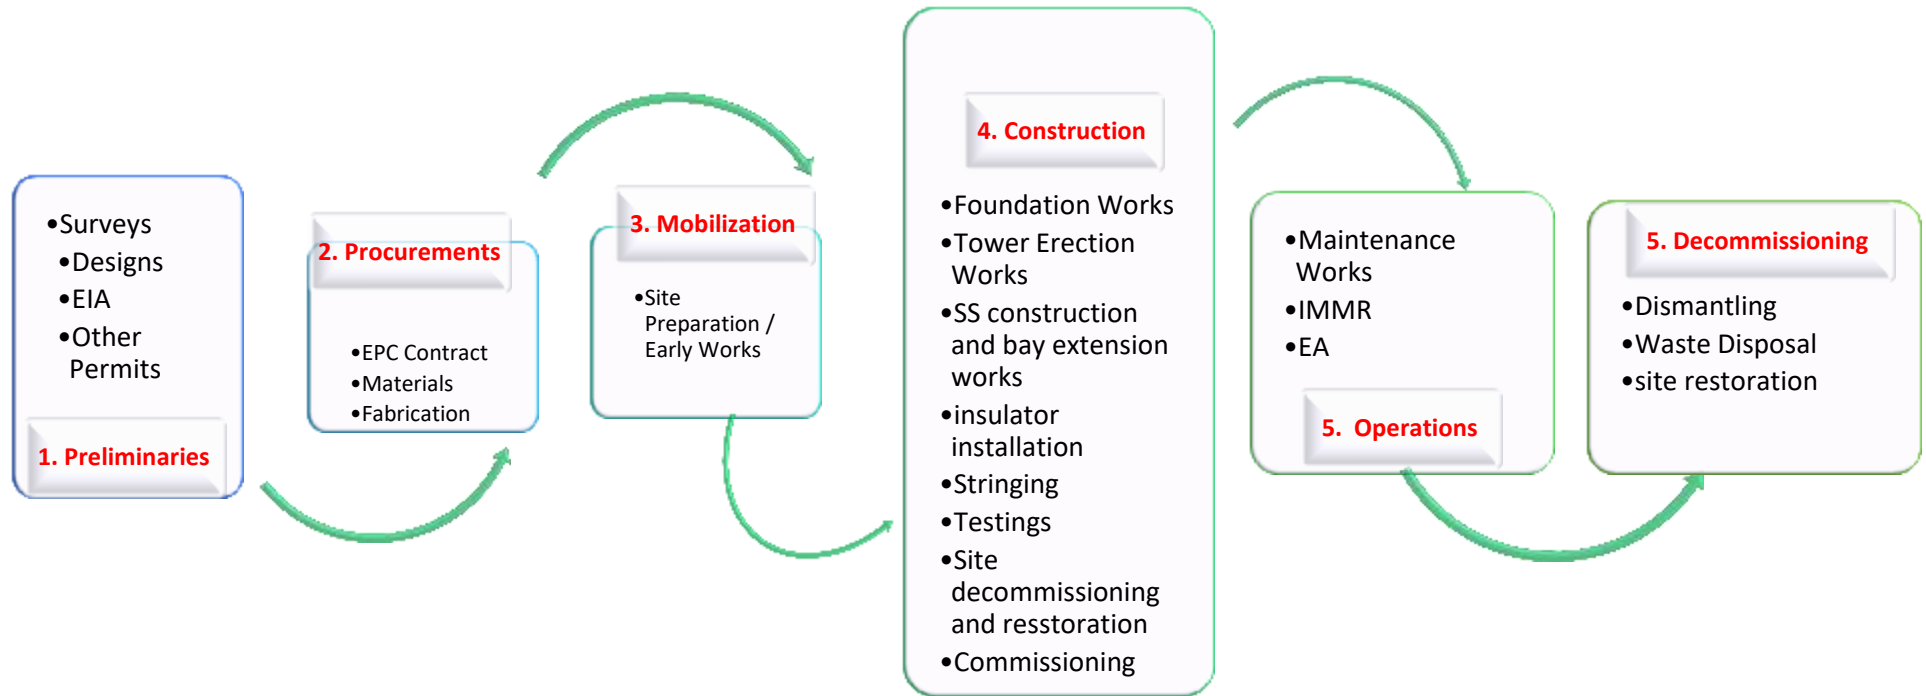 •Surveys
•Designs
•EIA
•Other
Permits
1. Preliminaries
2. Procurements
•EPC Contract
•Materials
•Fabrication
3. Mobilization
•Site
Preparation /
Early Works
4. Construction
•Foundation Works
•Tower Erection
Works
•SS construction
and bay extension
works
•insulator
installation
•Stringing
•Testings
•Site
decommissioning
and resstoration
•Commissioning
•Maintenance
Works
•IMMR
•EA
5. Operations
5. Decommissioning
•Dismantling
•Waste Disposal
•site restoration